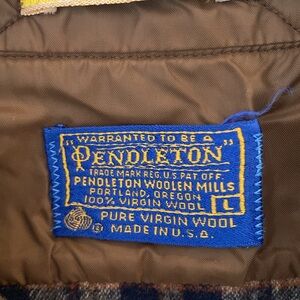 "WARRANTED TO BE A
PENDLETON"
TRADE MARK REG. U.S. PAT. OFF.
PENDLETON WOOLEN MILLS
PORTLAND, OREGON
100% VIRGIN WOOL
L
PURE VIRGIN WOOL
MADE IN U.S.A.